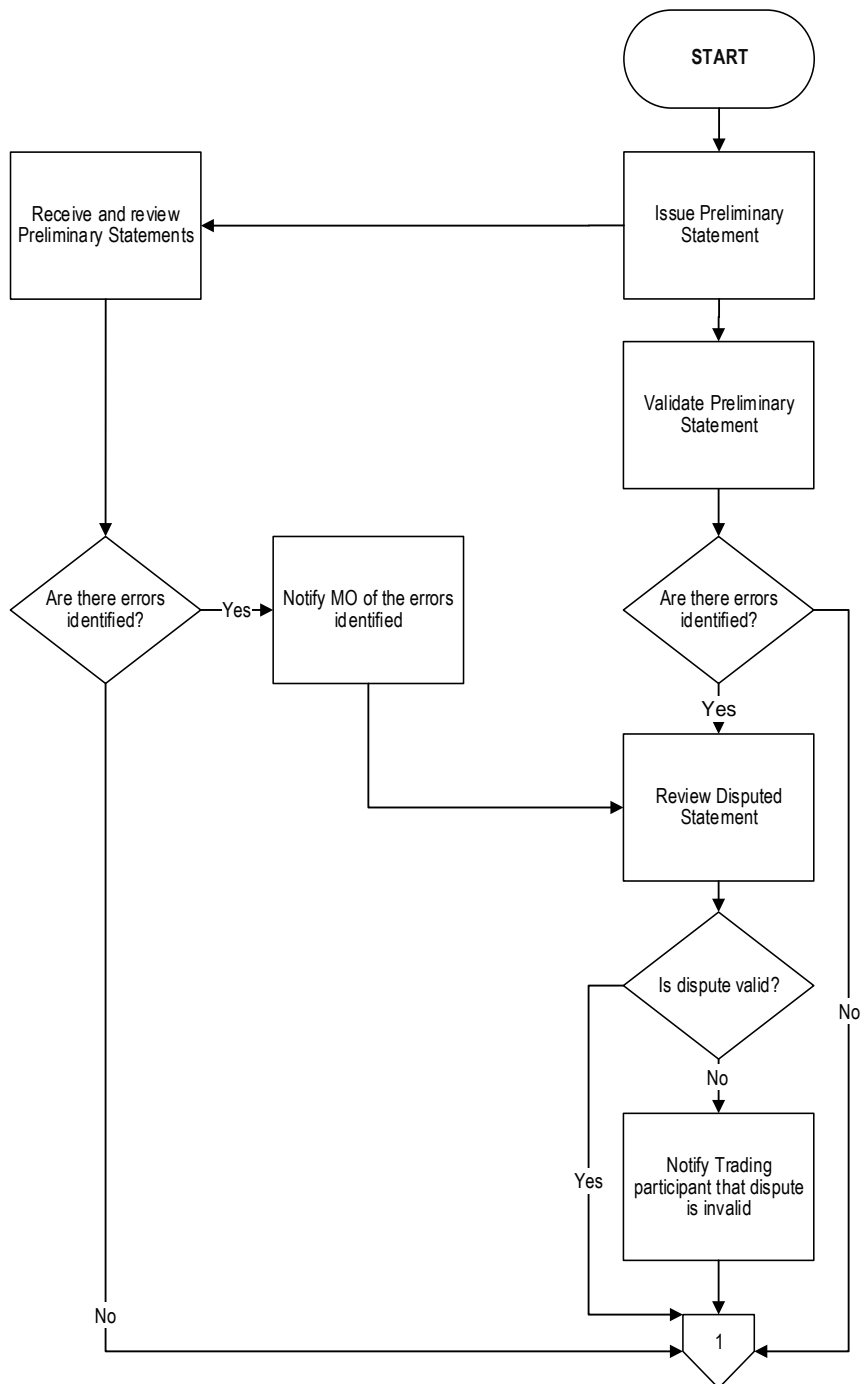 START
Receive and review
Preliminary Statements
Issue Preliminary
Statement
Validate Preliminary
Statement
Are there errors
identified?
Yes
Notify MO of the errors
identified
Are there errors
identified?
Yes
Review Disputed
Statement
Is dispute valid?
No
No
Yes
Notify Trading
participant that dispute
is invalid
No
1